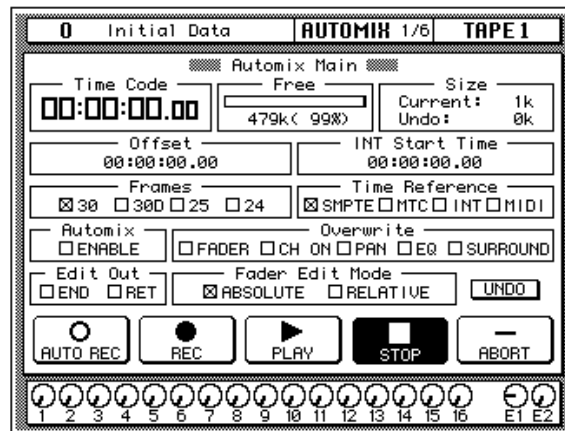 0 Initial Data AUTOMIX 1/6 TAPE 1
Automix Main
Time Code Free Size
00:00:00.00 479k( 99%) Current: 1k
Undo: 0k
Offset INT Start Time
00:00:00.00 00:00:00.00
Frames Time Reference
30 30D 25 24 SMPTE MTC INT MIDI
Automix Overwrite
ENABLE FADER CH ON PAN EQ SURROUND
Edit Out Fader Edit Mode
END RET ABSOLUTE RELATIVE UNDO
AUTO REC REC PLAY STOP ABORT
1 2 3 4 5 6 7 8 9 10 11 12 13 14 15 16 E1 E2